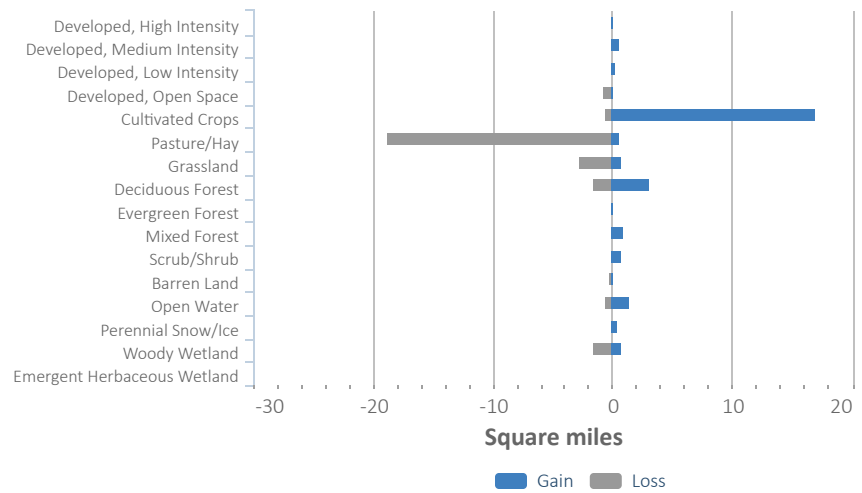 Developed, High Intensity
Developed, Medium Intensity
Developed, Low Intensity
Developed, Open Space
Cultivated Crops
Pasture/Hay
Grassland
Deciduous Forest
Evergreen Forest
Mixed Forest
Scrub/Shrub
Barren Land
Open Water
Perennial Snow/Ice
Woody Wetland
Emergent Herbaceous Wetland
-30 -20 -10 0 10 20
Square miles
Gain Loss